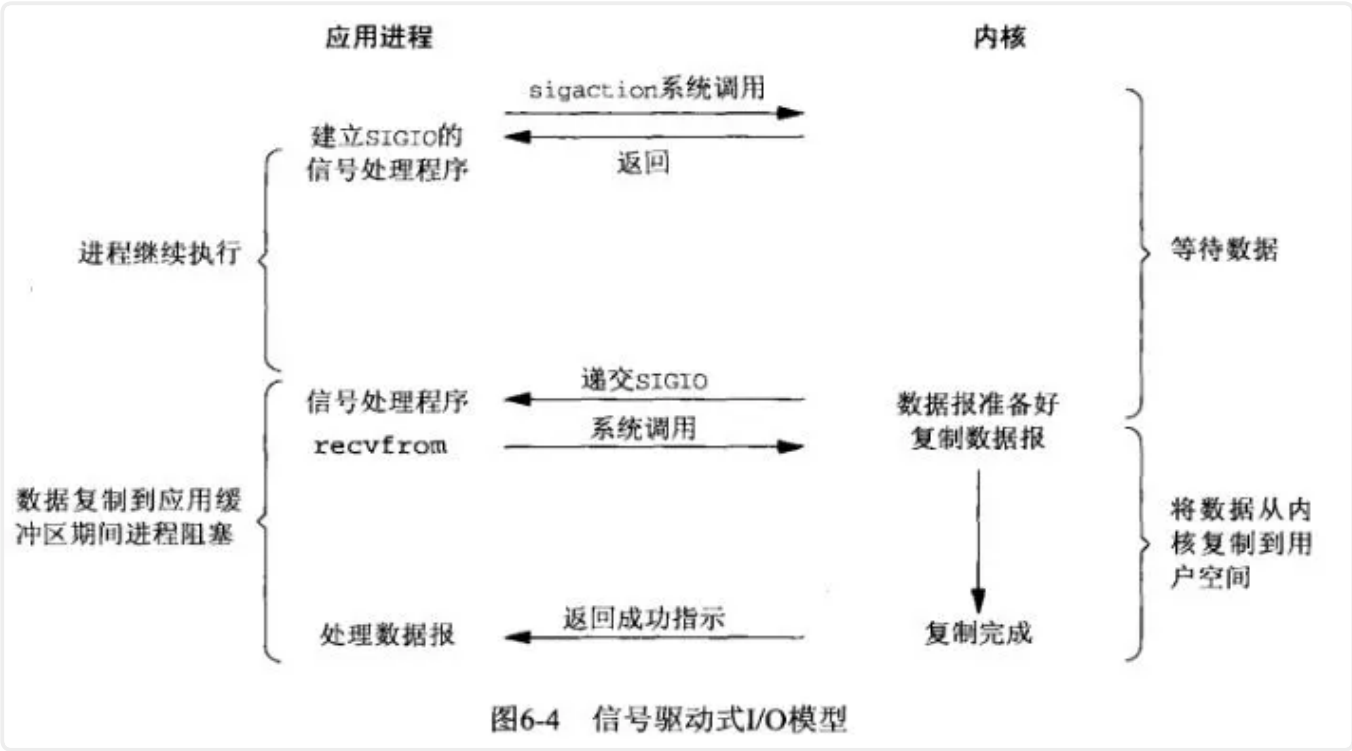 应用进程
内核
sigaction系统调用
建立SIGIO的
信号处理程序
返回
进程继续执行
等待数据
递交SIGIO
信号处理程序
数据报准备好
系统调用
recvfrom
复制数据报
数据复制到应用缓
冲区期间进程阻塞
将数据从内
核复制到用
户空间
返回成功指示
处理数据报
复制完成
图6-4 信号驱动式I/O模型